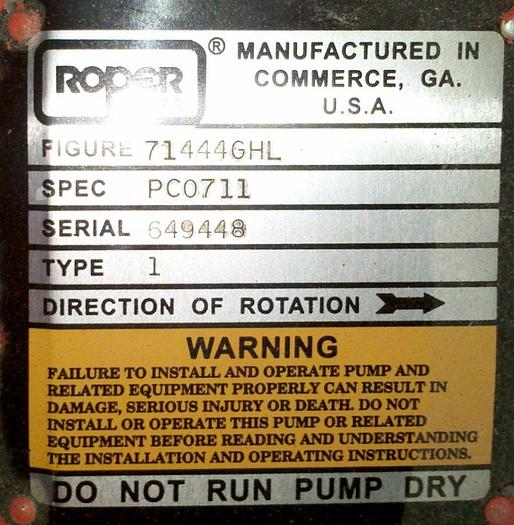 ROPER ® MANUFACTURED IN
COMMERCE, GA.
U.S.A.
FIGURE 71444GHL
SPEC PC0711
SERIAL 649448
TYPE 1
DIRECTION OF ROTATION
WARNING
FAILURE TO INSTALL AND OPERATE PUMP AND
RELATED EQUIPMENT PROPERLY CAN RESULT IN
DAMAGE, SERIOUS INJURY OR DEATH. DO NOT
INSTALL OR OPERATE THIS PUMP OR RELATED
EQUIPMENT BEFORE READING AND UNDERSTANDING
THE INSTALLATION AND OPERATING INSTRUCTIONS.
DO NOT RUN PUMP DRY